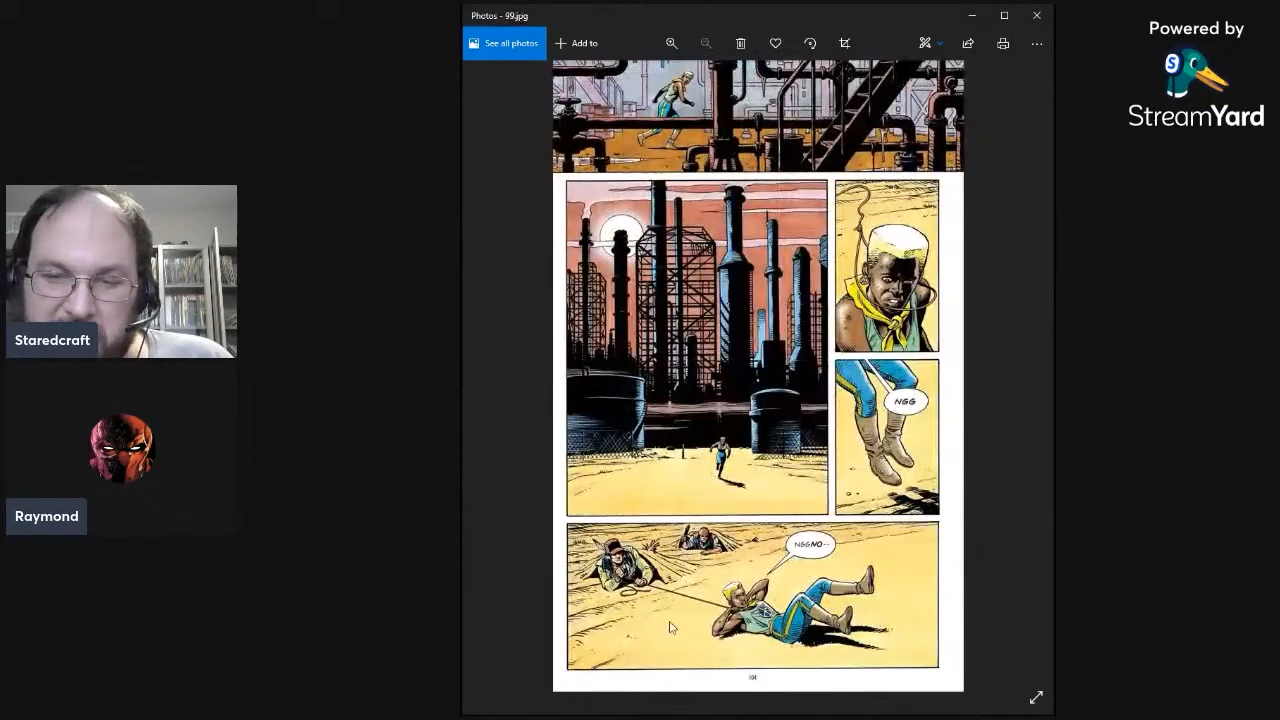 Photos - 99.jpg
See all photos
Add to
Powered by
S
StreamYard
Staredcraft
Raymond
NGG
NGGNO--